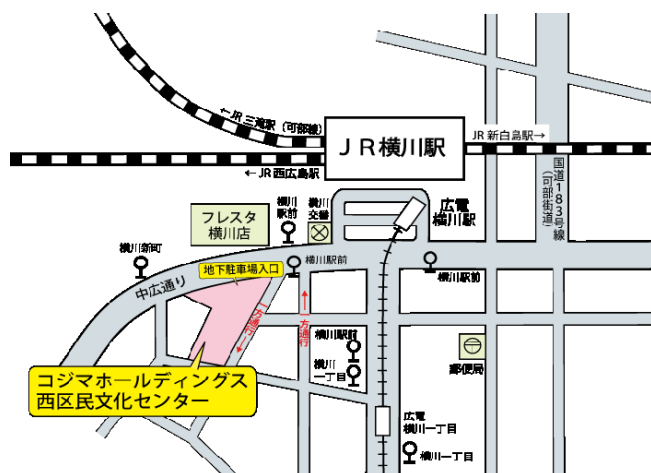 ←JR 三滝駅（可部線）
JR横川駅
JR 新白島駅→
←JR 西広島駅
国道183号線
（可部街道）
横川
駅前
横川
交番
広電
横川駅
フレスタ
横川店
横川新町
地下駐車場入口
横川駅前
横川駅前
中広通り
一方通行→
←一方通行
横川駅前
横川
一丁目
郵便局
コジマホールディングス
西区民文化センター
広電
横川一丁目
横川一丁目